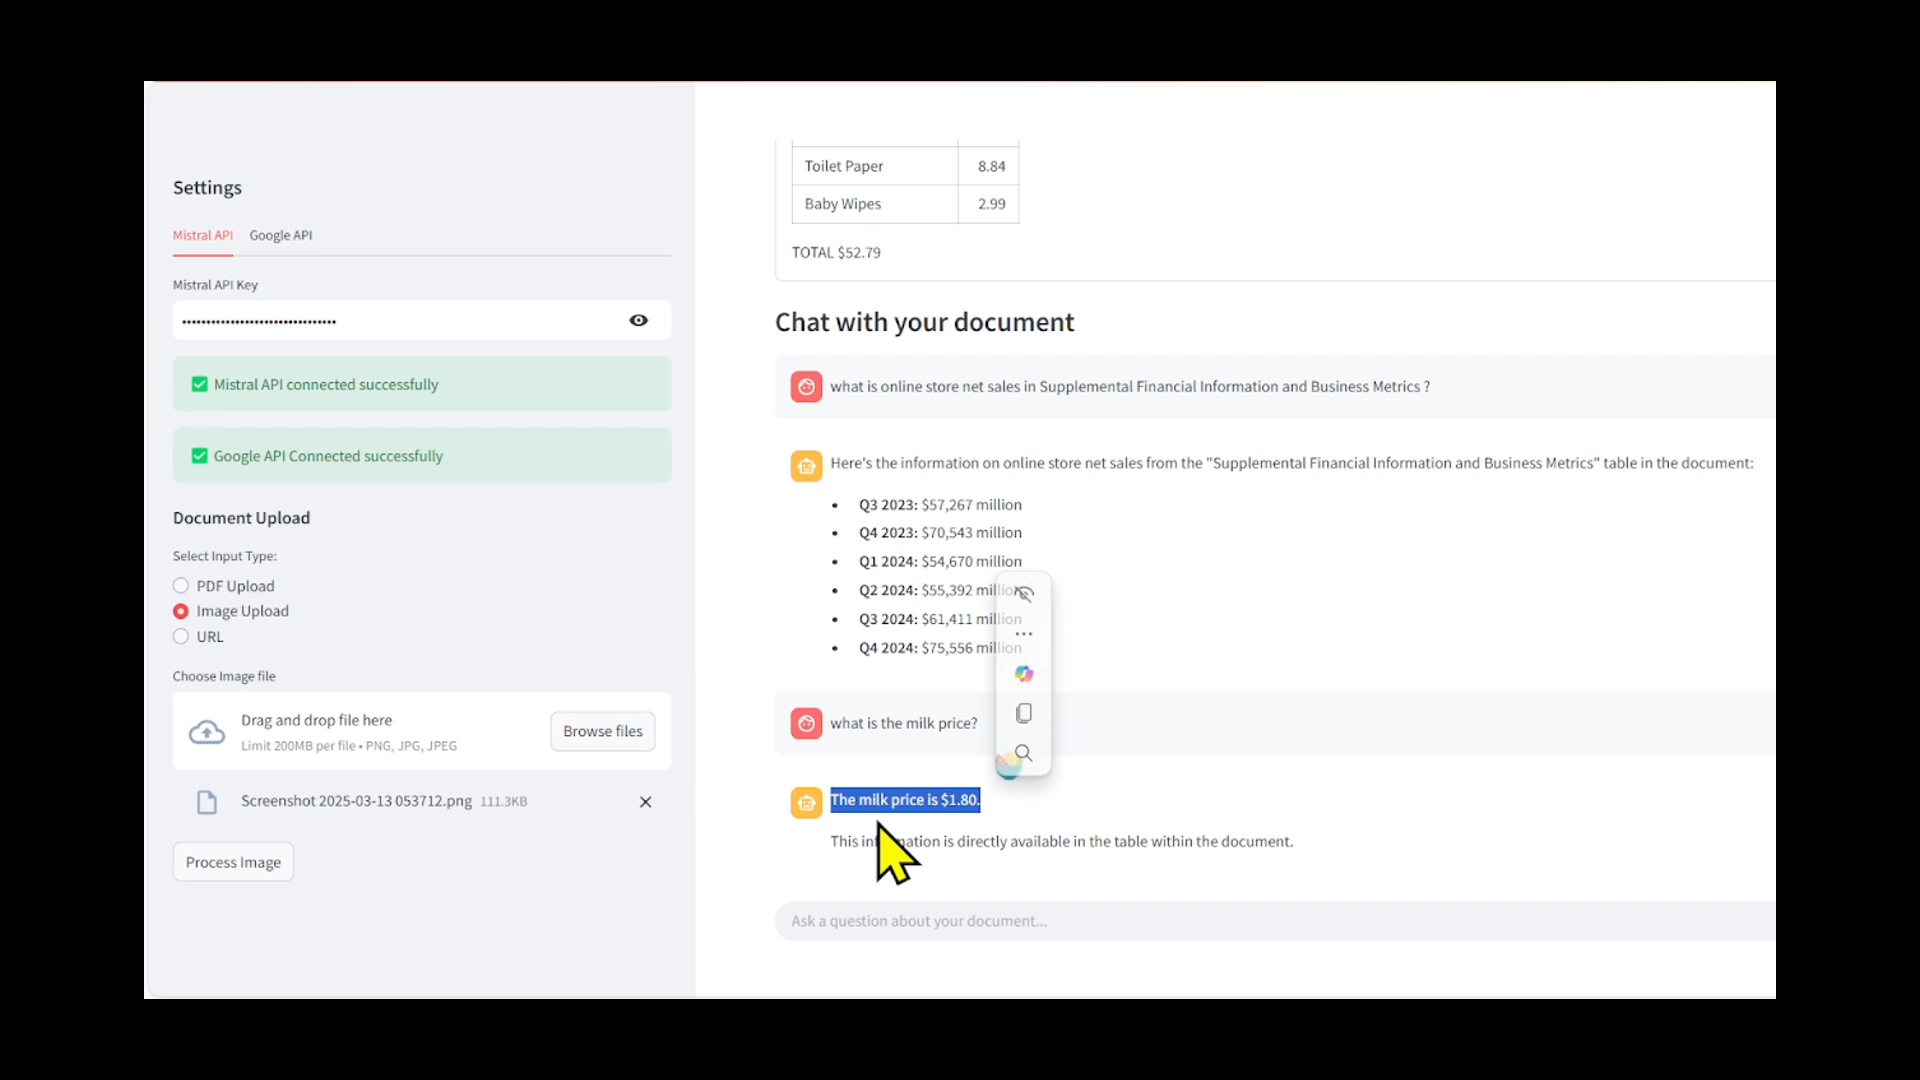 Settings
Mistral API Google API
Mistral API Key
Mistral API connected successfully
Google API Connected successfully
Document Upload
Select Input Type:
PDF Upload
Image Upload
URL
Choose Image file
Drag and drop file here
Limit 200MB per file • PNG, JPG, JPEG
Browse files
Screenshot 2025-03-13 053712.png 111.3KB
Process Image
Toilet Paper 8.84
Baby Wipes 2.99
TOTAL $52.79
Chat with your document
what is online store net sales in Supplemental Financial Information and Business Metrics ?
Here's the information on online store net sales from the "Supplemental Financial Information and Business Metrics" table in the document:
• Q3 2023: $57,267 million
• Q4 2023: $70,543 million
• Q1 2024: $54,670 million
• Q2 2024: $55,392 million
• Q3 2024: $61,411 million
• Q4 2024: $75,556 million
what is the milk price?
The milk price is $1.80.
This information is directly available in the table within the document.
Ask a question about your document...